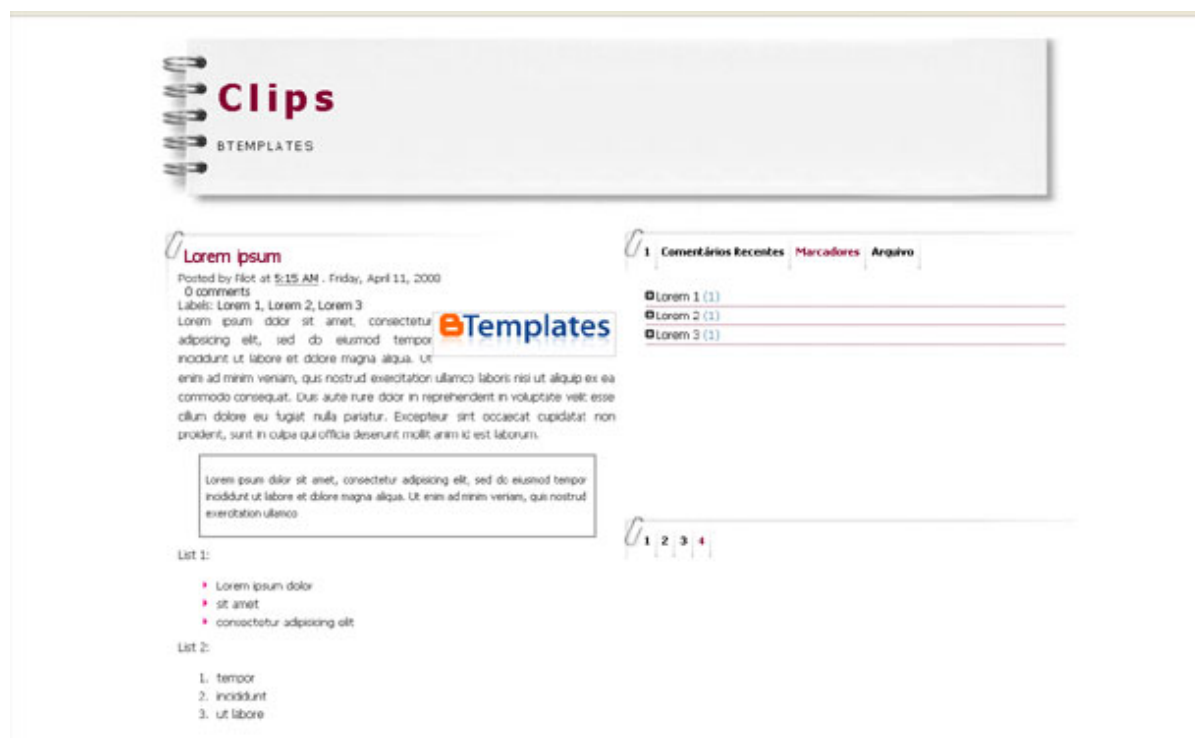 Clips
BTEMPLATES
Lorem ipsum
Posted by Filot at 5:15 AM . Friday, April 11, 2008
0 comments
Labels: Lorem 1, Lorem 2, Lorem 3
Lorem ipsum dolor sit amet, consectetur
adipisicing elit, sed do eiusmod tempor
incididunt ut labore et dolore magna aliqua. Ut
enim ad minim veniam, quis nostrud exercitation ullamco laboris nisi ut aliquip ex ea
commodo consequat. Duis aute irure dolor in reprehenderit in voluptate velit esse
cillum dolore eu fugiat nulla pariatur. Excepteur sint occaecat cupidatat non
proident, sunt in culpa qui officia deserunt mollit anim id est laborum.
BTemplates
Lorem ipsum dolor sit amet, consectetur adipisicing elit, sed do eiusmod tempor
incididunt ut labore et dolore magna aliqua. Ut enim ad minim veniam, quis nostrud
exercitation ullamco
List 1:
Lorem ipsum dolor
sit amet
consectetur adipisicing elit
List 2:
1. tempor
2. incididunt
3. ut labore
1 Comentários Recentes Marcadores Arquivo
Lorem 1 (1)
Lorem 2 (1)
Lorem 3 (1)
1 2 3 4